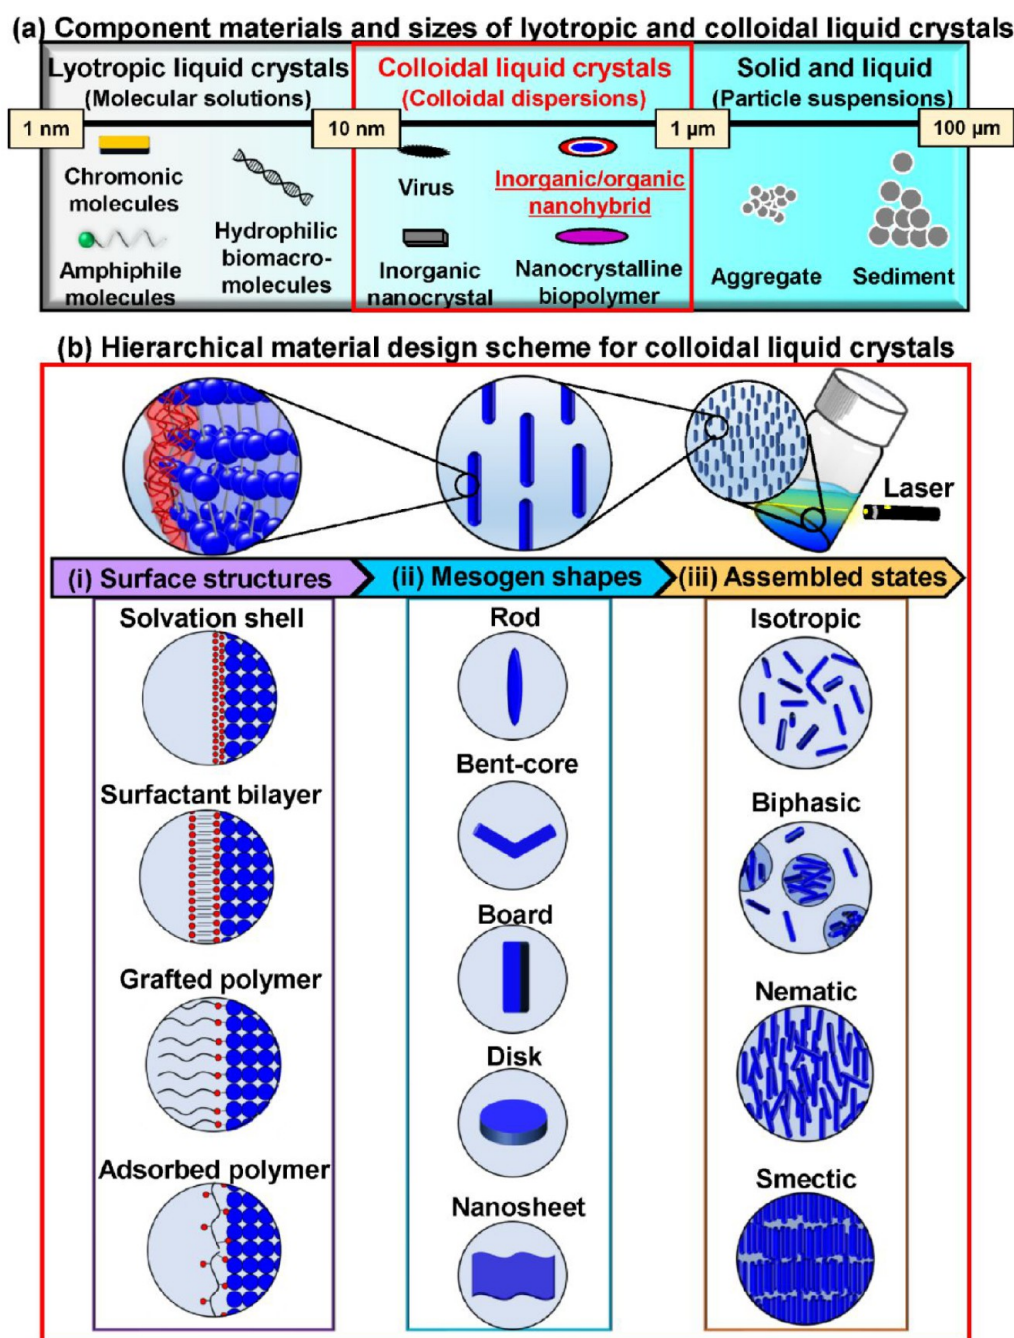 (a) Component materials and sizes of lyotropic and colloidal liquid crystals
Lyotropic liquid crystals
(Molecular solutions)
Colloidal liquid crystals
(Colloidal dispersions)
Solid and liquid
(Particle suspensions)
1 nm
10 nm
1 µm
100 µm
Chromonic
molecules
Amphiphile
molecules
Hydrophilic
biomacro-
molecules
Virus
Inorganic
nanocrystal
Inorganic/organic
nanohybrid
Nanocrystalline
biopolymer
Aggregate
Sediment
(b) Hierarchical material design scheme for colloidal liquid crystals
Laser
(i) Surface structures
(ii) Mesogen shapes
(iii) Assembled states
Solvation shell
Surfactant bilayer
Grafted polymer
Adsorbed polymer
Rod
Bent-core
Board
Disk
Nanosheet
Isotropic
Biphasic
Nematic
Smectic